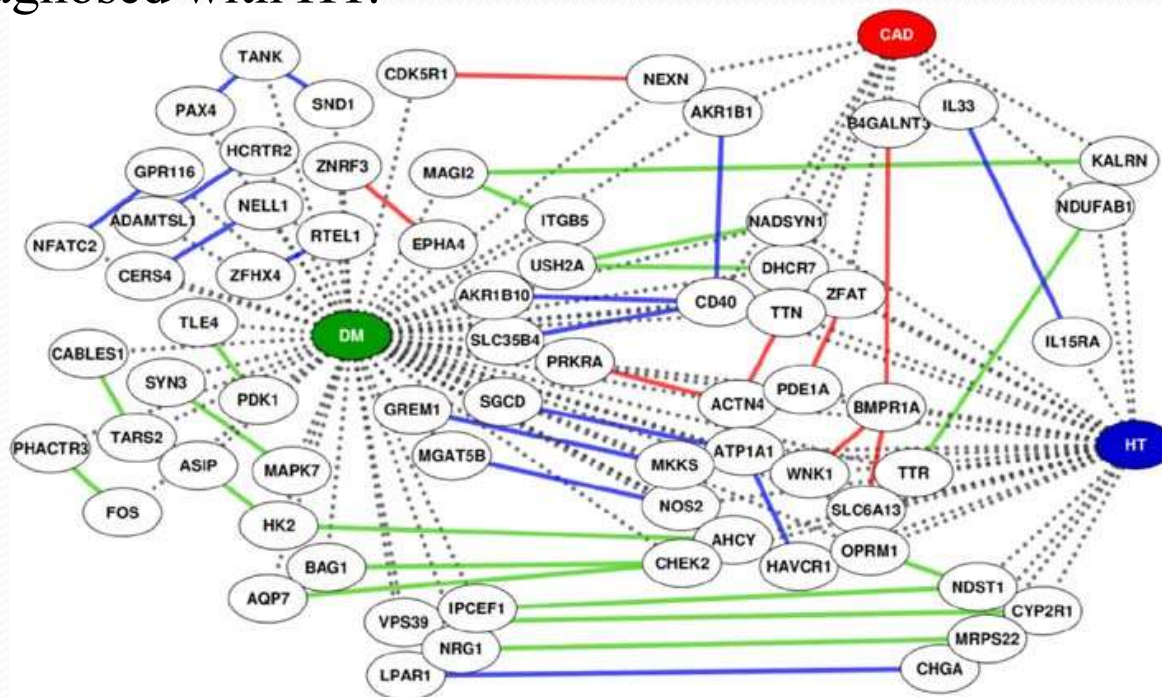 agnosed with HT.
CAD
TANK
CDK5R1
NEXN
PAX4
SND1
AKR1B1
IL33
B4GALNT3
HCRTR2
ZNRF3
MAGI2
KALRN
GPR116
NELL1
NDUFAB1
ADAMTSL1
ITGB5
NADSYN1
NFATC2
RTEL1
EPHA4
USH2A
DHCR7
CERS4
ZFHX4
AKR1B10
CD40
ZFAT
TTN
TLE4
DM
SLC35B4
IL15RA
CABLES1
PRKRA
SYN3
PDK1
GREM1
SGCD
ACTN4
PDE1A
BMPR1A
TARS2
PHACTR3
HT
ASIP
MAPK7
MGAT5B
MKKS
ATP1A1
WNK1
TTR
FOS
NOS2
SLC6A13
HK2
AHCY
OPRM1
BAG1
CHEK2
HAVCR1
AQP7
NDST1
VPS39
IPCEF1
CYP2R1
NRG1
MRPS22
LPAR1
CHGA